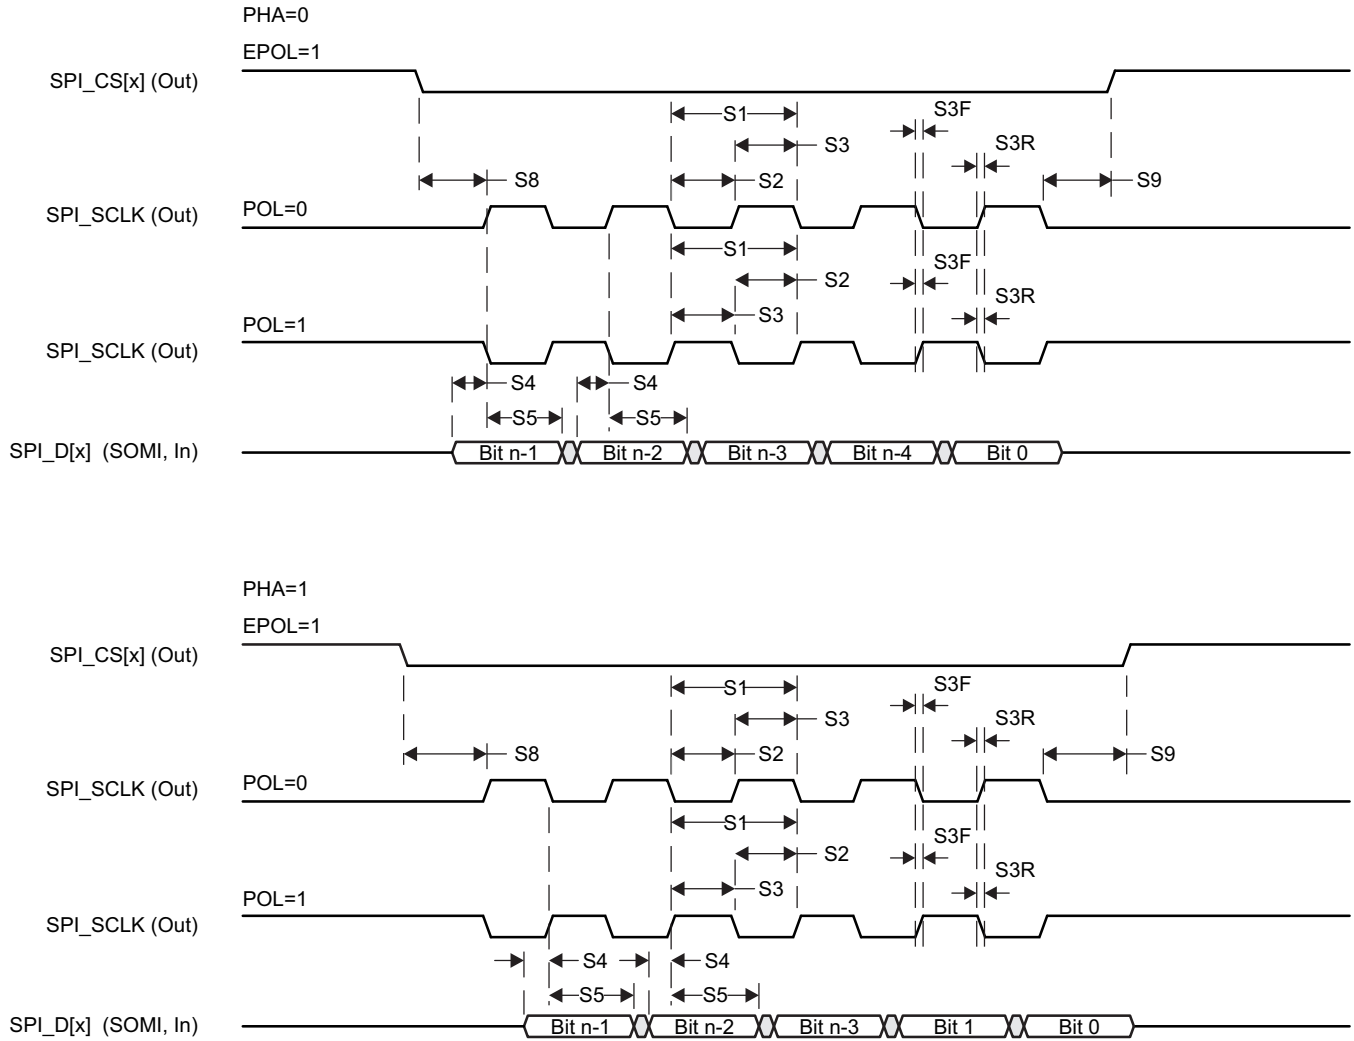 PHA=0
EPOL=1
SPI_CS[x] (Out)
S1
S3F
S3
S3R
S8
S2
S9
SPI_SCLK (Out)
POL=0
S1
S3F
S2
S3R
S3
POL=1
SPI_SCLK (Out)
S4
S4
S5
S5
SPI_D[x] (SOMI, In)
Bit n-1
Bit n-2
Bit n-3
Bit n-4
Bit 0
PHA=1
EPOL=1
SPI_CS[x] (Out)
S1
S3F
S3
S3R
S8
S2
S9
SPI_SCLK (Out)
POL=0
S1
S3F
S2
S3R
S3
POL=1
SPI_SCLK (Out)
S4
S4
S5
S5
SPI_D[x] (SOMI, In)
Bit n-1
Bit n-2
Bit n-3
Bit 1
Bit 0